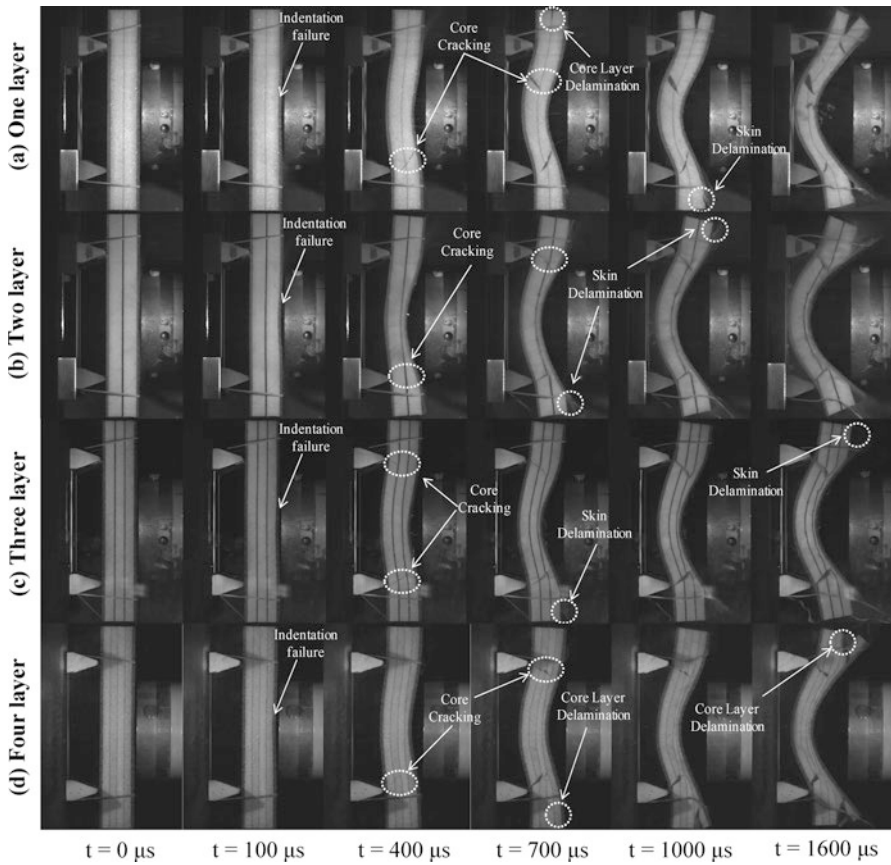 (a) One layer
Indentation
failure
Core
Cracking
Core Layer
Delamination
Skin
Delamination
(b) Two layer
Indentation
failure
Core
Cracking
Skin
Delamination
(c) Three layer
Indentation
failure
Core
Cracking
Skin
Delamination
Skin
Delamination
(d) Four layer
Indentation
failure
Core
Cracking
Core Layer
Delamination
Core Layer
Delamination
t = 0 μs
t = 100 μs
t = 400 μs
t = 700 μs
t = 1000 μs
t = 1600 μs